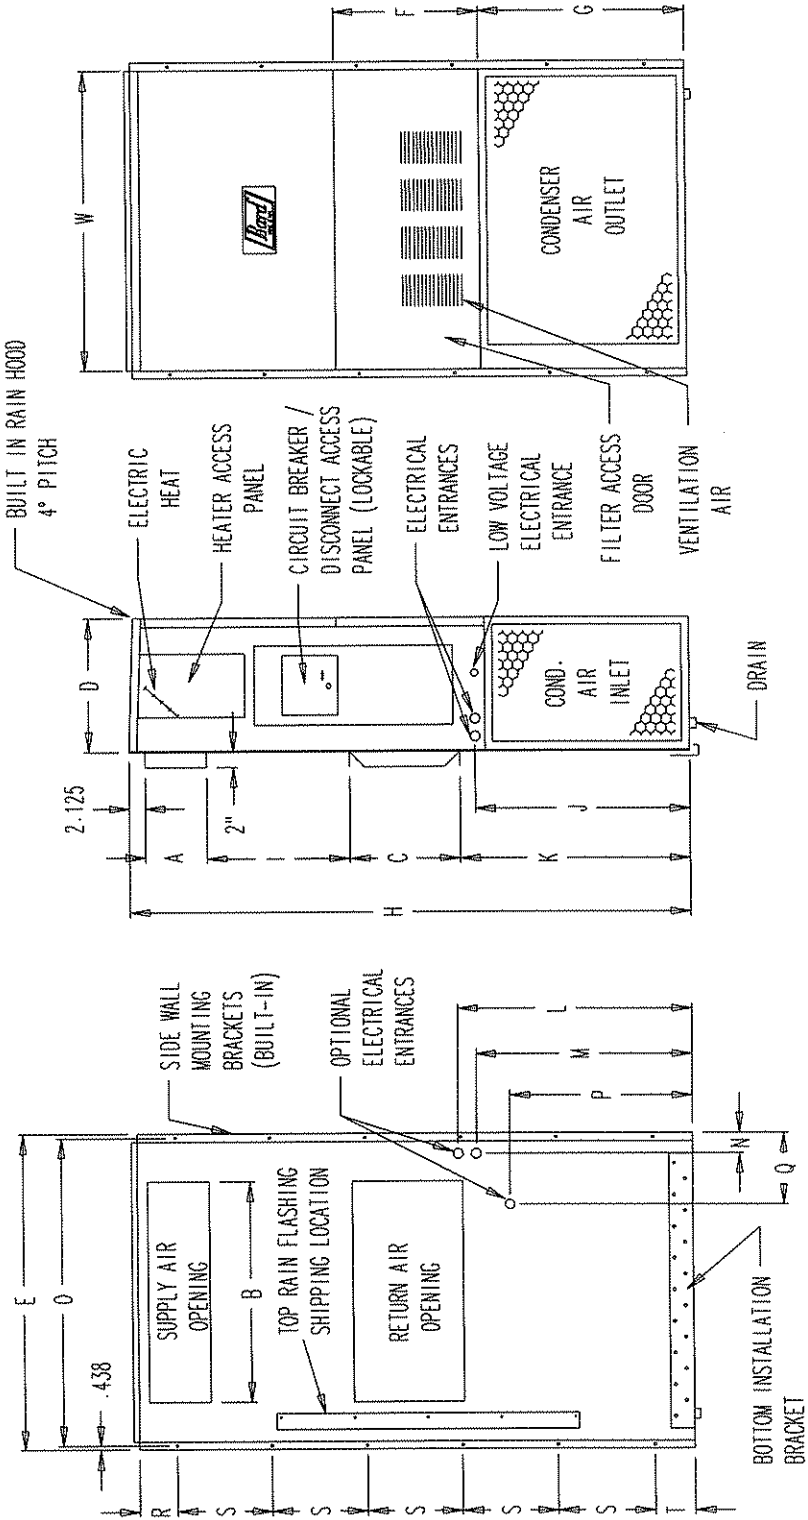 E
O
.438
SUPPLY AIR
OPENING
B
TOP RAIN FLASHING
SHIPPING LOCATION
RETURN AIR
OPENING
SIDE WALL
MOUNTING
BRACKETS
(BUILT-IN)
OPTIONAL
ELECTRICAL
ENTRANCES
L
M
P
N
Q
R
S
S
S
S
S
T
BOTTOM INSTALLATION
BRACKET
BUILT IN RAIN HOOD
4° PITCH
D
2.125
A
2"
I
C
K
J
H
ELECTRIC
HEAT
HEATER ACCESS
PANEL
CIRCUIT BREAKER /
DISCONNECT ACCESS
PANEL (LOCKABLE)
ELECTRICAL
ENTRANCES
LOW VOLTAGE
ELECTRICAL
ENTRANCE
COND.
AIR
INLET
DRAIN
W
F
G
Bard
CONDENSER
AIR
OUTLET
FILTER ACCESS
DOOR
VENTILATION
AIR